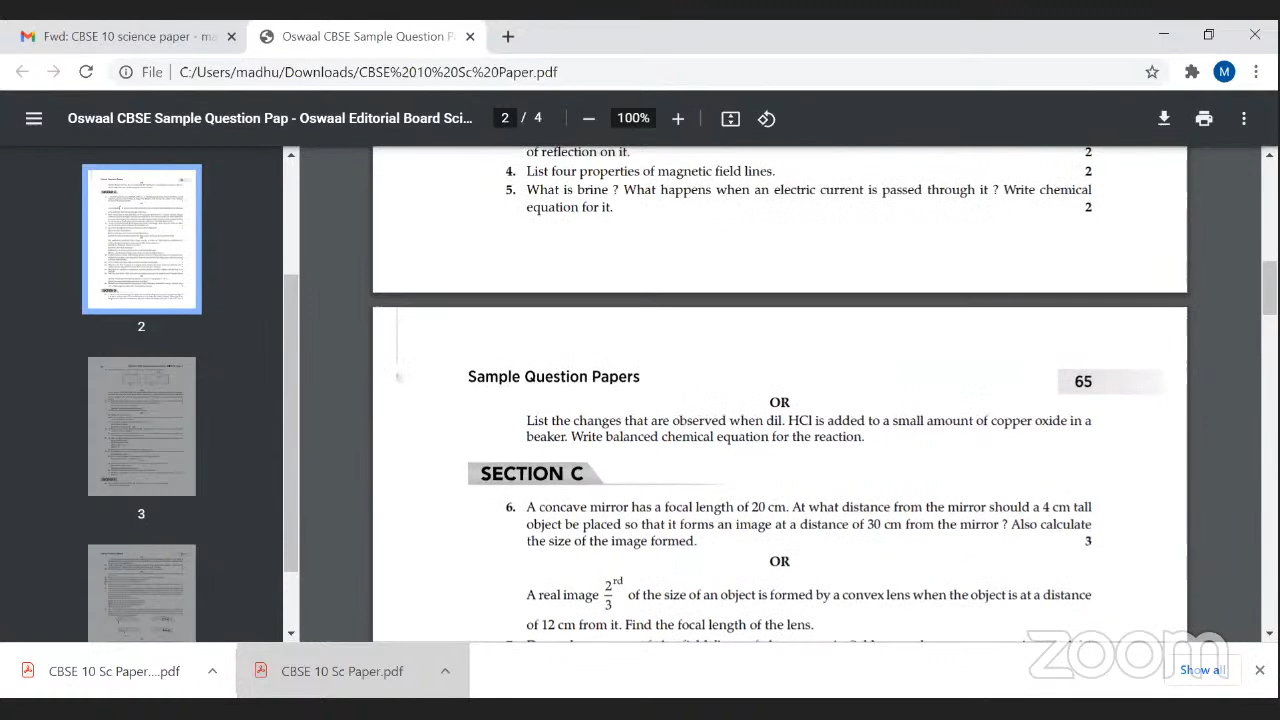 Fwd: CBSE 10 science paper - ma
Oswaal CBSE Sample Question P
File
C:/Users/madhu/Downloads/CBSE%2010%20Sc%20Paper.pdf
M
Oswaal CBSE Sample Question Pap - Oswaal Editorial Board Sci...
2 / 4
100%
of reflection on it. 2
4. List four properties of magnetic field lines. 2
5. What is brine ? What happens when an electric current is passed through it ? Write chemical
equation for it. 2
2
Sample Question Papers 65
OR
List the changes that are observed when dil. HCl is added to a small amount of copper oxide in a
beaker. Write balanced chemical equation for the reaction.
SECTION C
6. A concave mirror has a focal length of 20 cm. At what distance from the mirror should a 4 cm tall
object be placed so that it forms an image at a distance of 30 cm from the mirror ? Also calculate
the size of the image formed. 3
OR
A real image 2/3 rd of the size of an object is formed by a convex lens when the object is at a distance
of 12 cm from it. Find the focal length of the lens.
3
zoom
CBSE 10 Sc Paper....pdf
CBSE 10 Sc Paper.pdf
Show all